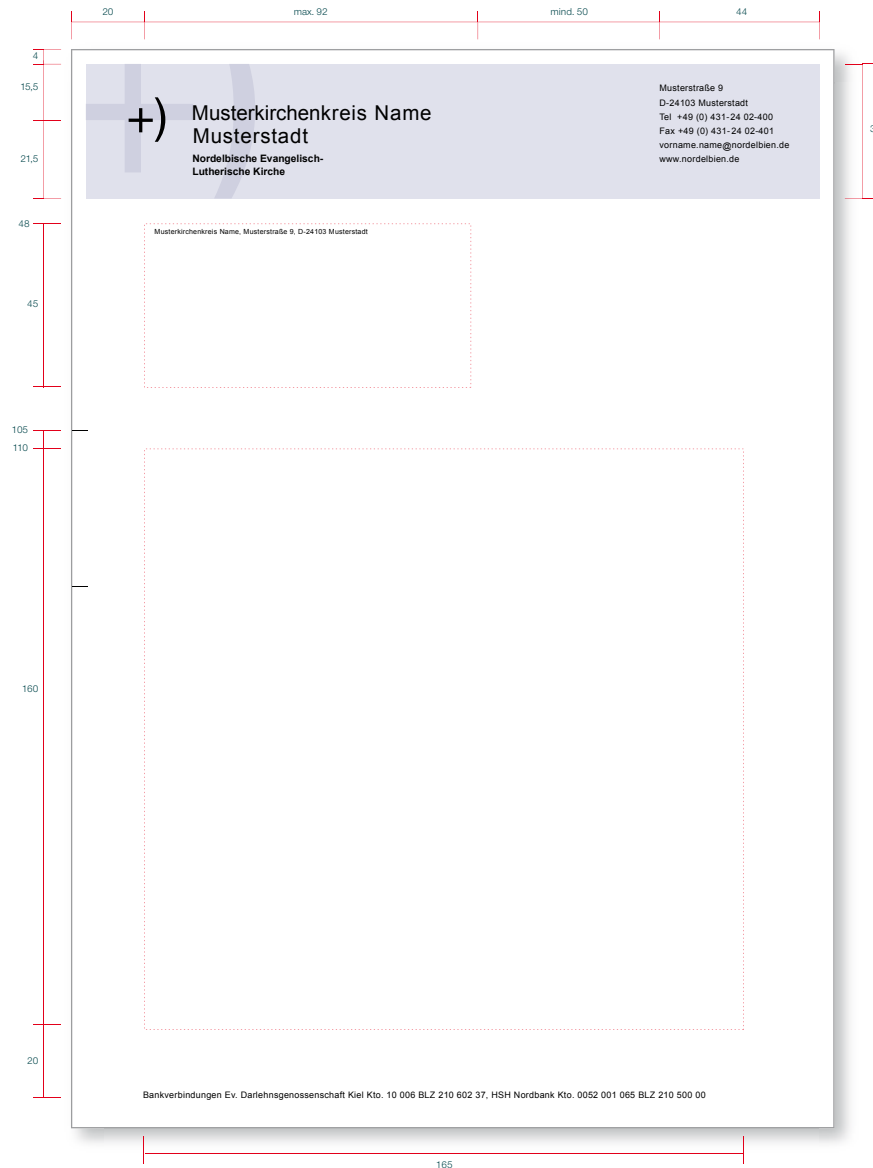 20 max. 92 mind. 50 44
4
15,5
21,5
48
45
105
110
160
20
165
+)
Musterkirchenkreis Name
Musterstadt
Nordelbische Evangelisch-
Lutherische Kirche
Musterstraße 9
D-24103 Musterstadt
Tel +49 (0) 431-24 02-400
Fax +49 (0) 431-24 02-401
vorname.name@nordelbien.de
www.nordelbien.de
Musterkirchenkreis Name, Musterstraße 9, D-24103 Musterstadt
Bankverbindungen Ev. Darlehnsgenossenschaft Kiel Kto. 10 006 BLZ 210 602 37, HSH Nordbank Kto. 0052 001 065 BLZ 210 500 00